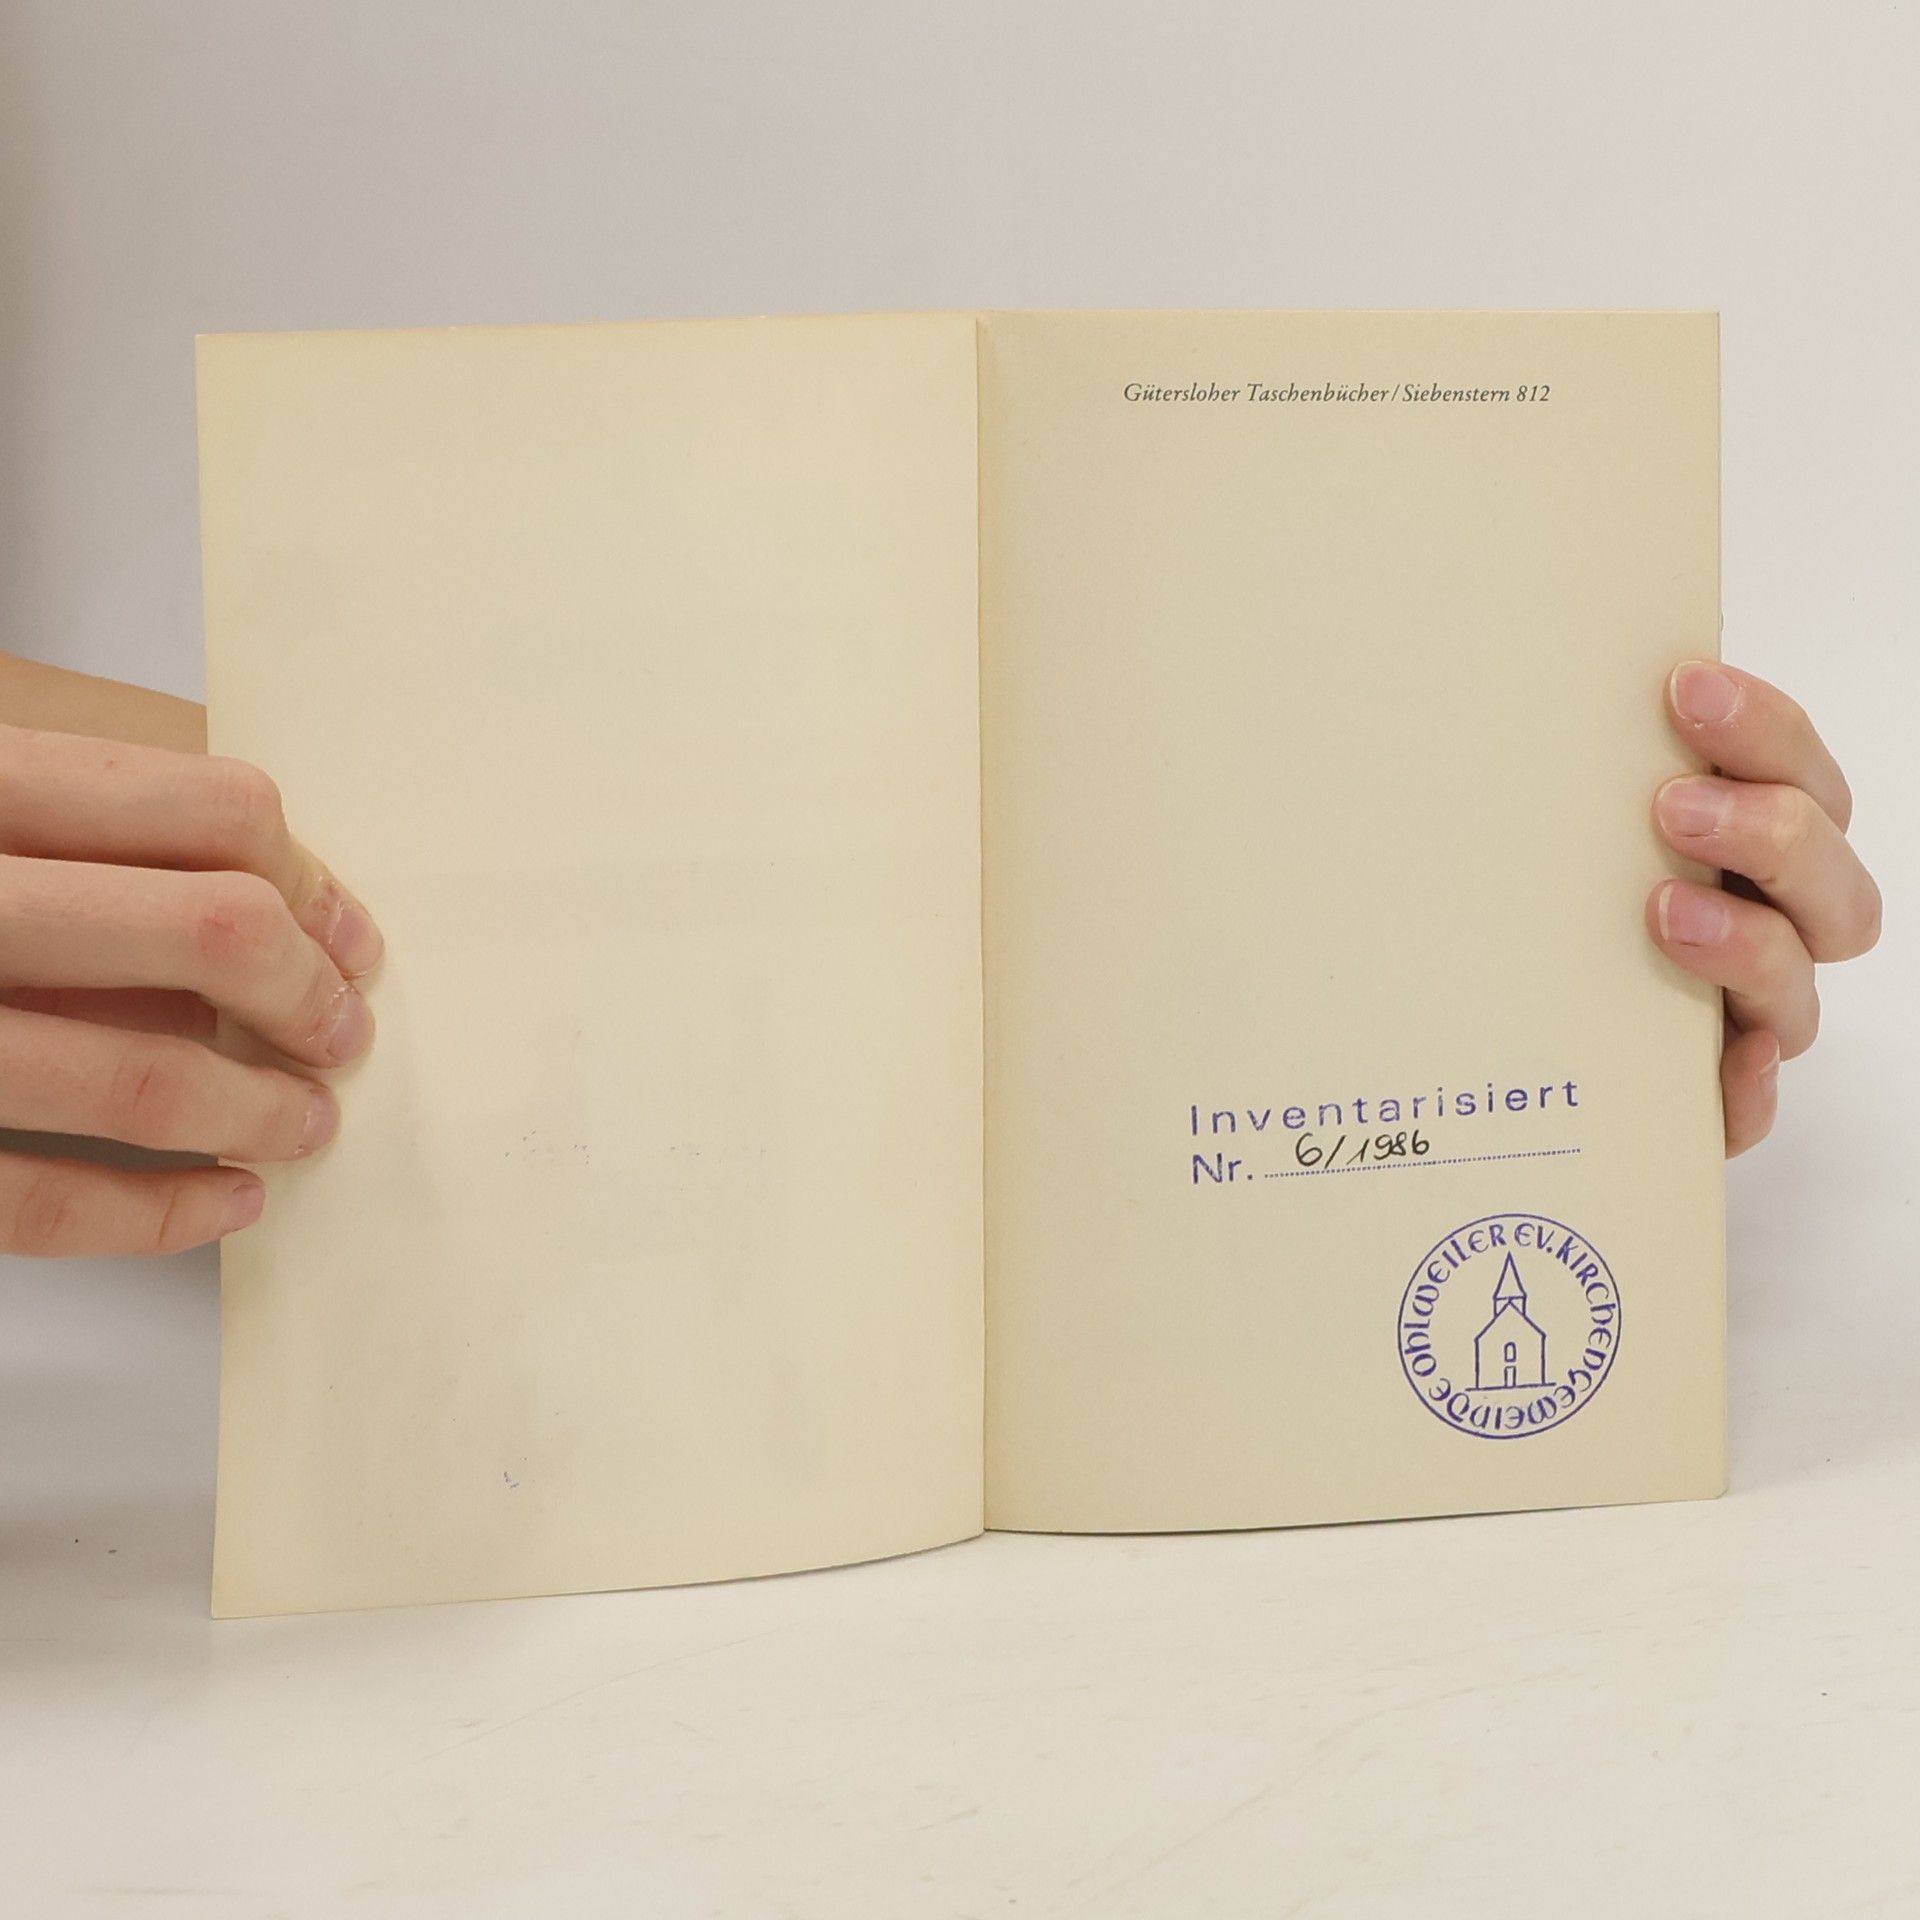 Gütersloher Taschenbücher / Siebenstern 812
Inventarisiert
Nr. 6/1986
OHLWEILER EV. KIRCHENGEMEINDE